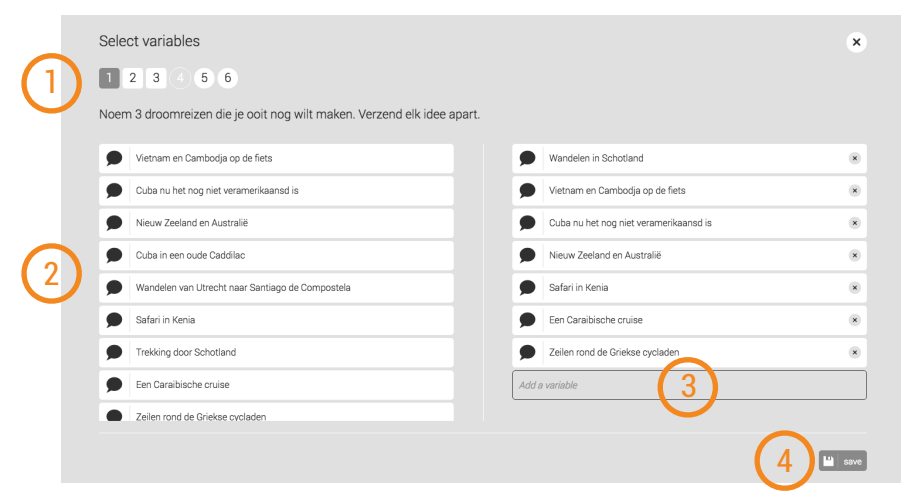 Select variables
1
1 2 3 4 5 6
Noem 3 droomreizen die je ooit nog wilt maken. Verzend elk idee apart.
Vietnam en Cambodja op de fiets
Cuba nu het nog niet veramerikaansd is
Nieuw Zeeland en Australië
Cuba in een oude Caddilac
2
Wandelen van Utrecht naar Santiago de Compostela
Safari in Kenia
Trekking door Schotland
Een Caraibische cruise
Zeilen rond de Griekse cycladen
Wandelen in Schotland
Vietnam en Cambodja op de fiets
Cuba nu het nog niet veramerikaansd is
Nieuw Zeeland en Australië
Safari in Kenia
Een Caraibische cruise
Zeilen rond de Griekse cycladen
Add a variable
3
4
save